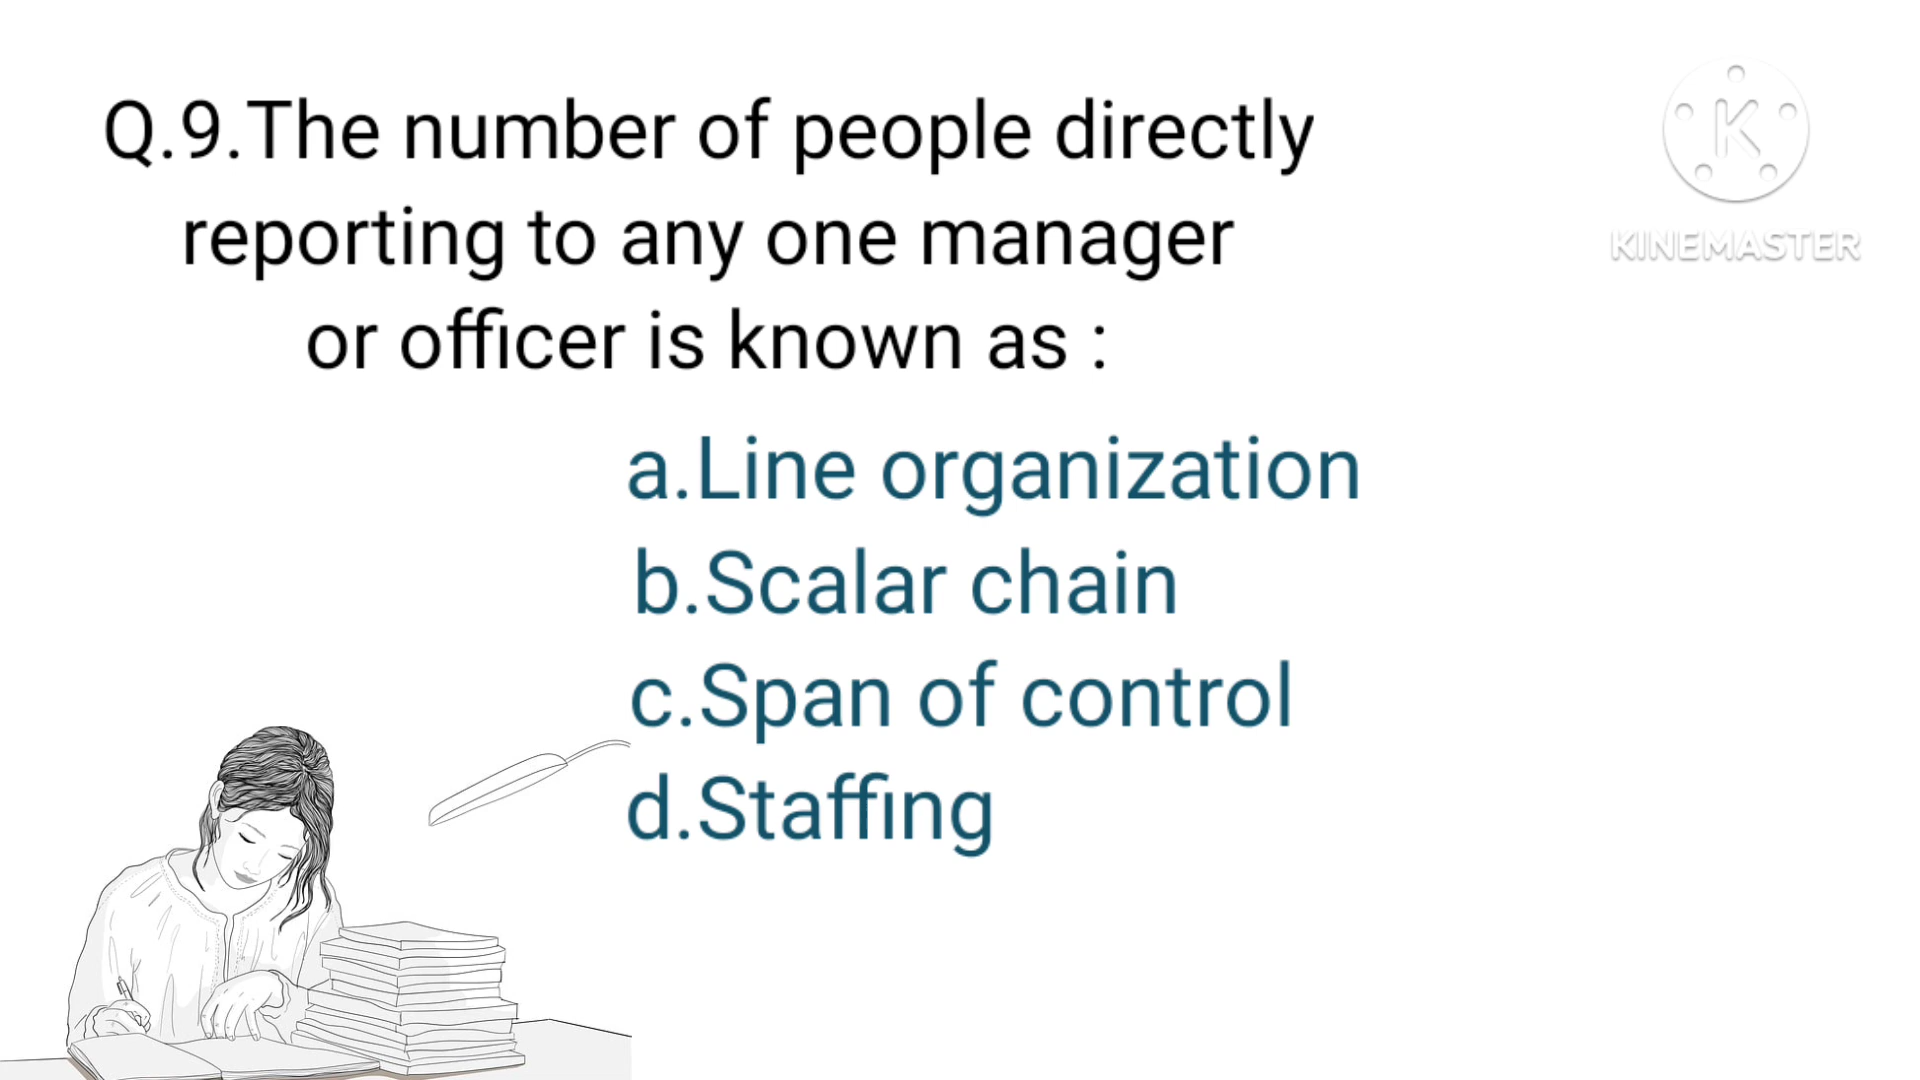 Q.9.The number of people directly
reporting to any one manager
or officer is known as :
a.Line organization
b.Scalar chain
c.Span of control
d.Staffing
K
KINEMASTER